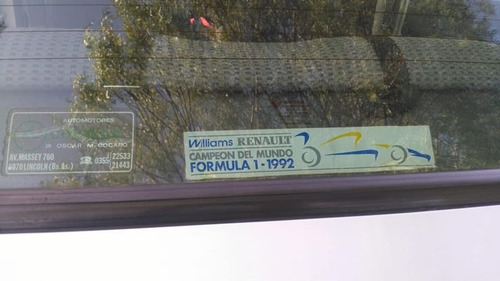 AUTOMOTORES
OSCAR M.
AV. MASSEY 760
6070 LINCOLN (Bs. As.)
0355 22533
21443
Williams RENAULT
CAMPEON DEL MUNDO
FORMULA 1 - 1992